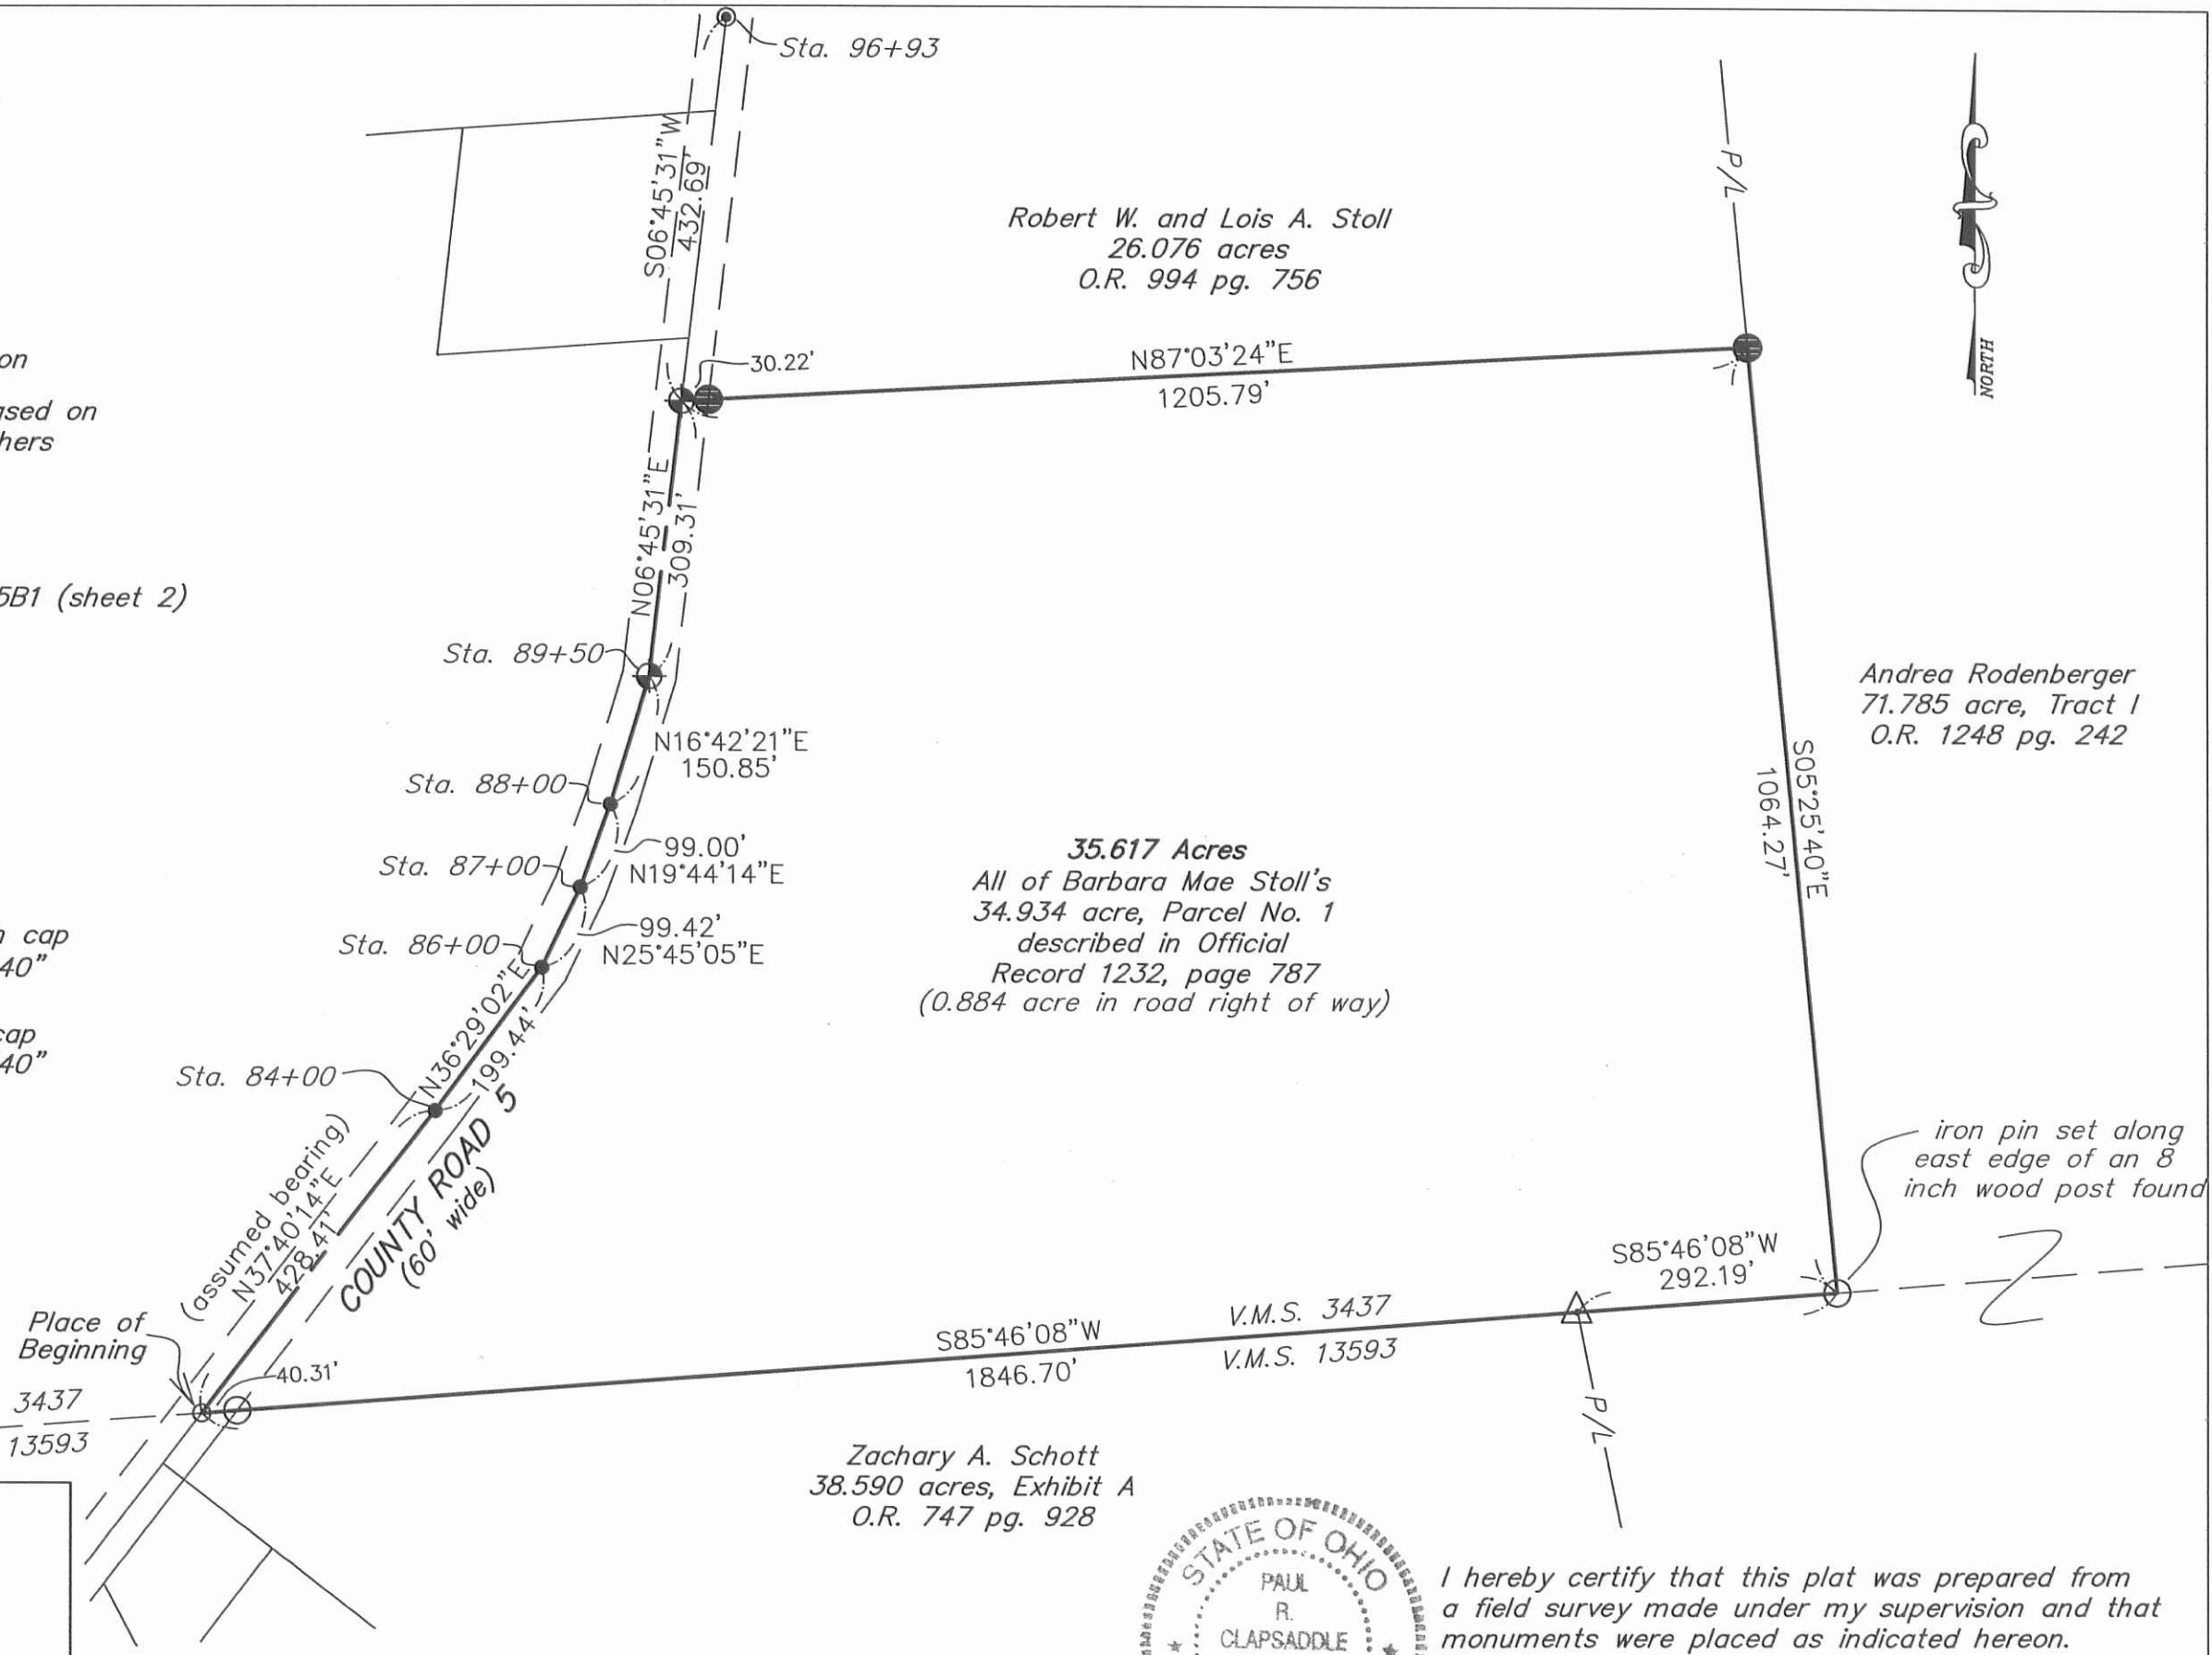 Sta. 96+93
S06°45'31"W
432.69'
P/L
NORTH
Robert W. and Lois A. Stoll
26.076 acres
O.R. 994 pg. 756
on
30.22'
N87°03'24"E
1205.79'
ased on
hers
N06°45'31"E
309.31'
5B1 (sheet 2)
Sta. 89+50
Andrea Rodenberger
71.785 acre, Tract I
O.R. 1248 pg. 242
N16°42'21"E
150.85'
Sta. 88+00
S05°25'40"E
1064.27'
99.00'
N19°44'14"E
Sta. 87+00
35.617 Acres
All of Barbara Mae Stoll's
34.934 acre, Parcel No. 1
described in Official
Record 1232, page 787
(0.884 acre in road right of way)
99.42'
N25°45'05"E
Sta. 86+00
cap
40"
N36°29'02"E
199.44'
cap
40"
Sta. 84+00
COUNTY ROAD 5
(60' wide)
(assumed bearing)
N37°40'14"E
428.41'
iron pin set along
east edge of an 8
inch wood post found
S85°46'08"W
292.19'
Place of
Beginning
V.M.S. 3437
V.M.S. 13593
S85°46'08"W
1846.70'
40.31'
3437
13593
P/L
Zachary A. Schott
38.590 acres, Exhibit A
O.R. 747 pg. 928
STATE OF OHIO
PAUL
R.
CLAPSADDLE
I hereby certify that this plat was prepared from
a field survey made under my supervision and that
monuments were placed as indicated hereon.